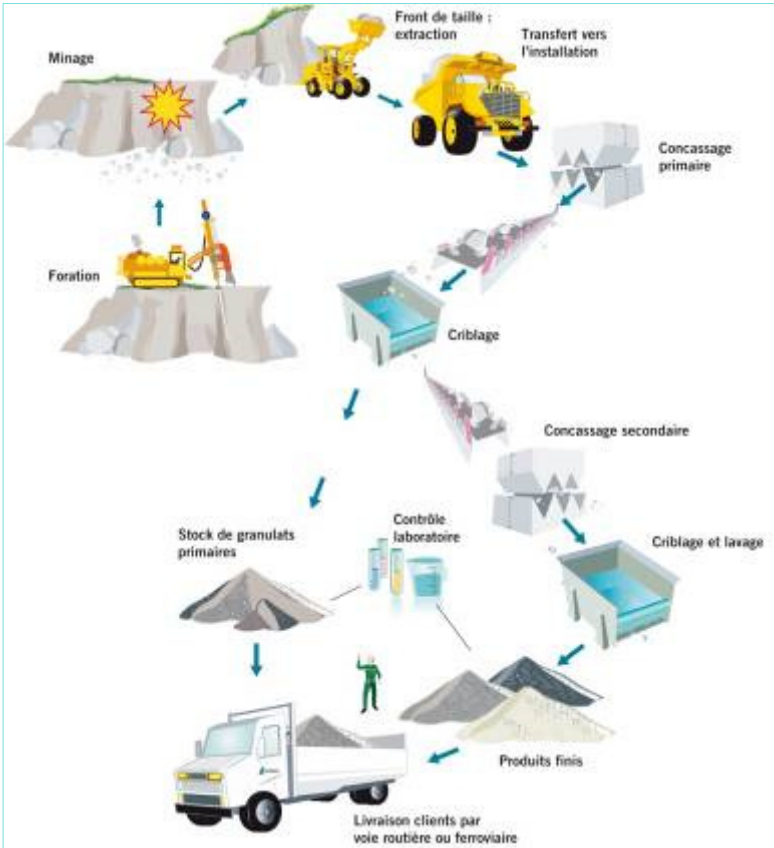 Front de taille :
extraction
Transfert vers
l'installation
Minage
Concassage
primaire
Foration
Criblage
Concassage secondaire
Contrôle
laboratoire
Stock de granulats
primaires
Criblage et lavage
Produits finis
Livraison clients par
voie routière ou ferroviaire